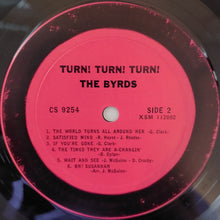 TURN! TURN! TURN!
THE BYRDS
CS 9254
SIDE 2
XSM 112082
1. THE WORLD TURNS ALL AROUND HER -G. Clark-
2. SATISFIED MIND -R. Hayes - J. Rhodes-
3. IF YOU'RE GONE -G. Clark-
4. THE TIMES THEY ARE A-CHANGIN'
-B. Dylan-
5. WAIT AND SEE -J. McGuinn - D. Crosby-
6. OH! SUSANNAH
-Arr. J. McGuinn-